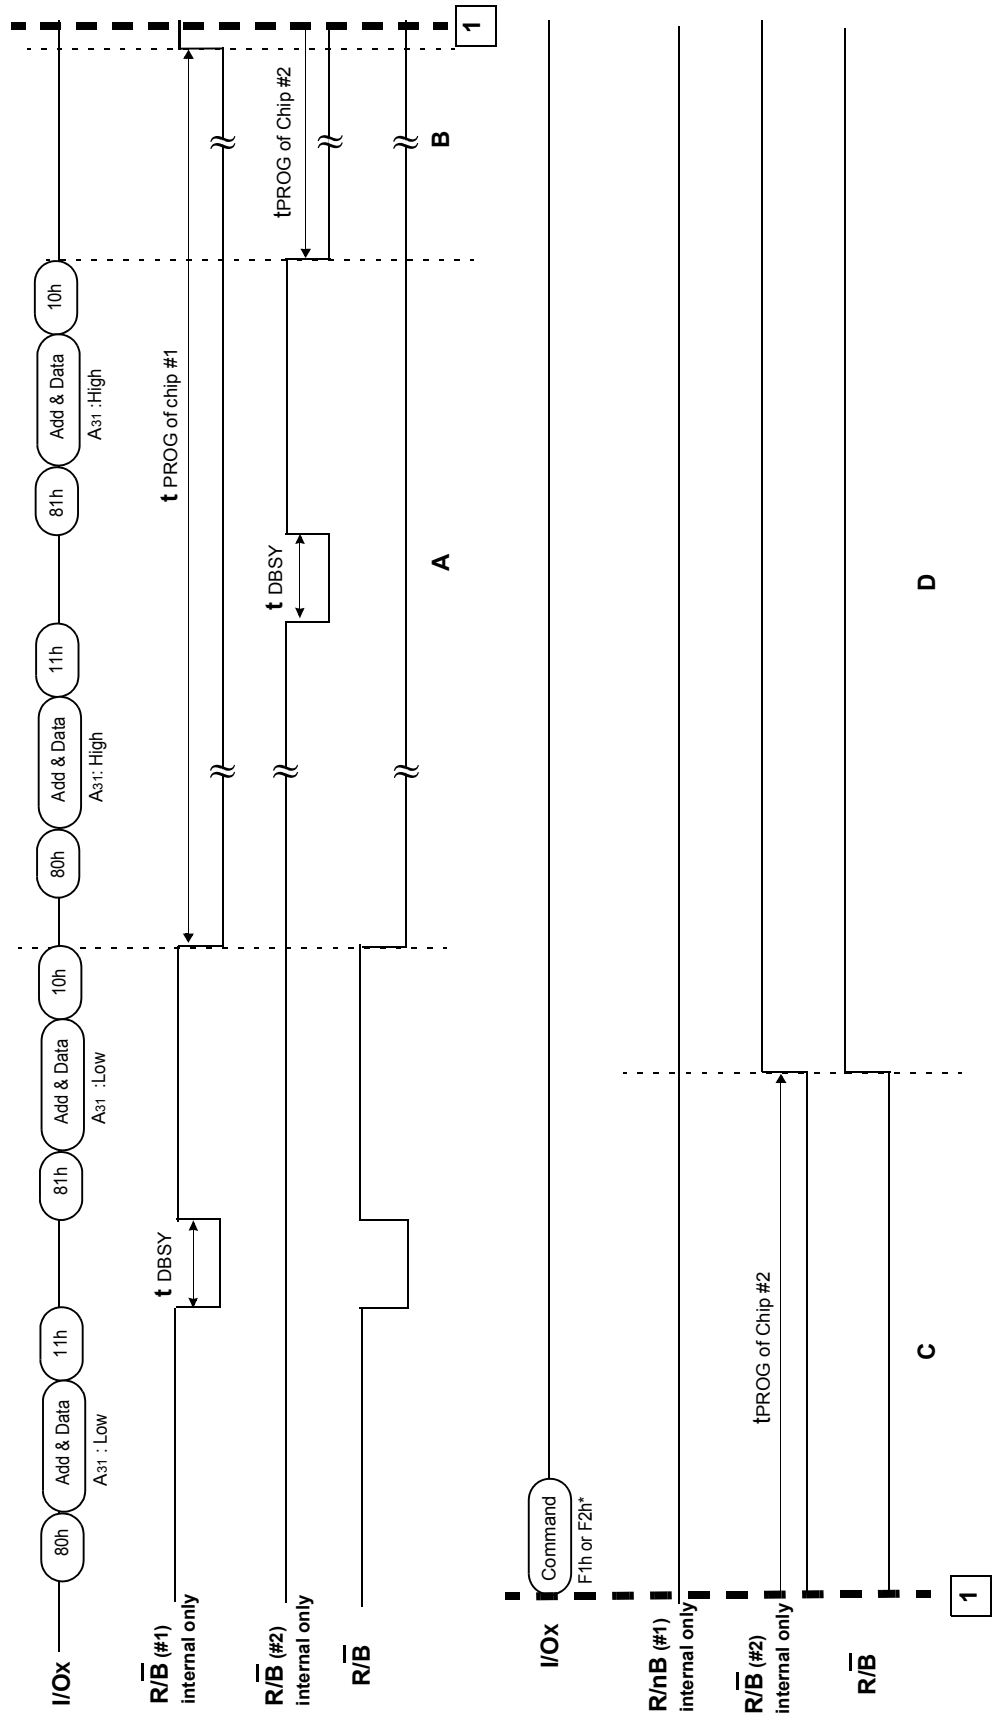 I/Ox
80h
Add & Data
A31 : Low
11h
81h
Add & Data
A31 :Low
10h
80h
Add & Data
A31: High
11h
81h
Add & Data
A31 :High
10h
R/B (#1)
internal only
t DBSY
t PROG of chip #1
R/B (#2)
internal only
t DBSY
tPROG of Chip #2
R/B
A
B
1
I/Ox
Command
F1h or F2h*
R/nB (#1)
internal only
R/B (#2)
internal only
tPROG of Chip #2
R/B
C
D
1